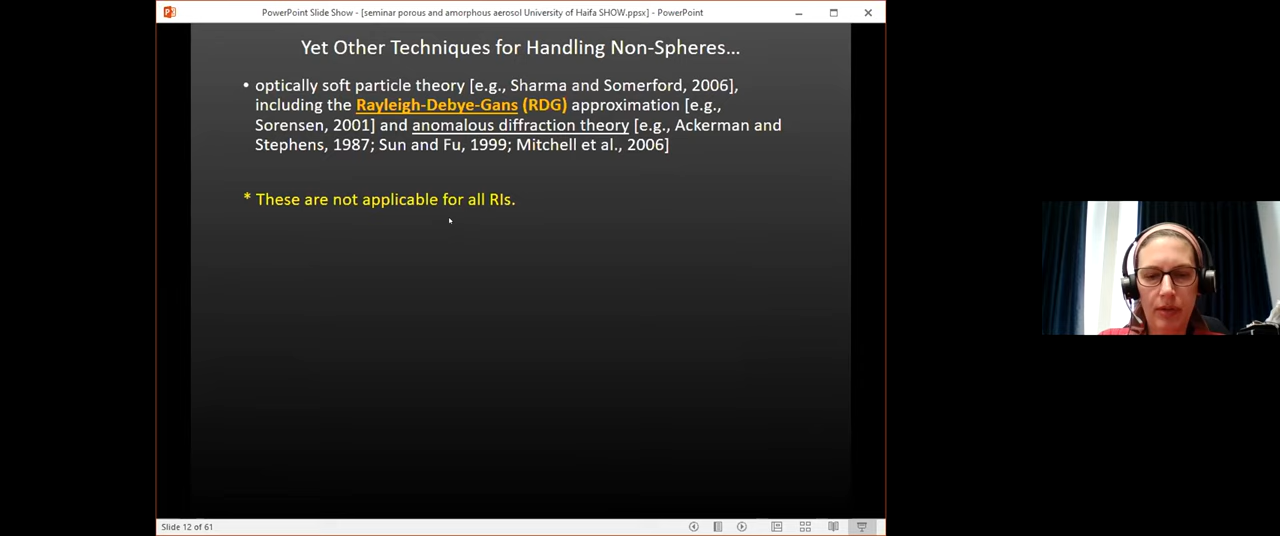 PowerPoint Slide Show - [seminar porous and amorphous aerosol University of Haifa SHOW.ppsx] - PowerPoint
Yet Other Techniques for Handling Non-Spheres...
• optically soft particle theory [e.g., Sharma and Somerford, 2006],
including the Rayleigh-Debye-Gans (RDG) approximation [e.g.,
Sorensen, 2001] and anomalous diffraction theory [e.g., Ackerman and
Stephens, 1987; Sun and Fu, 1999; Mitchell et al., 2006]
* These are not applicable for all RIs.
Slide 12 of 61